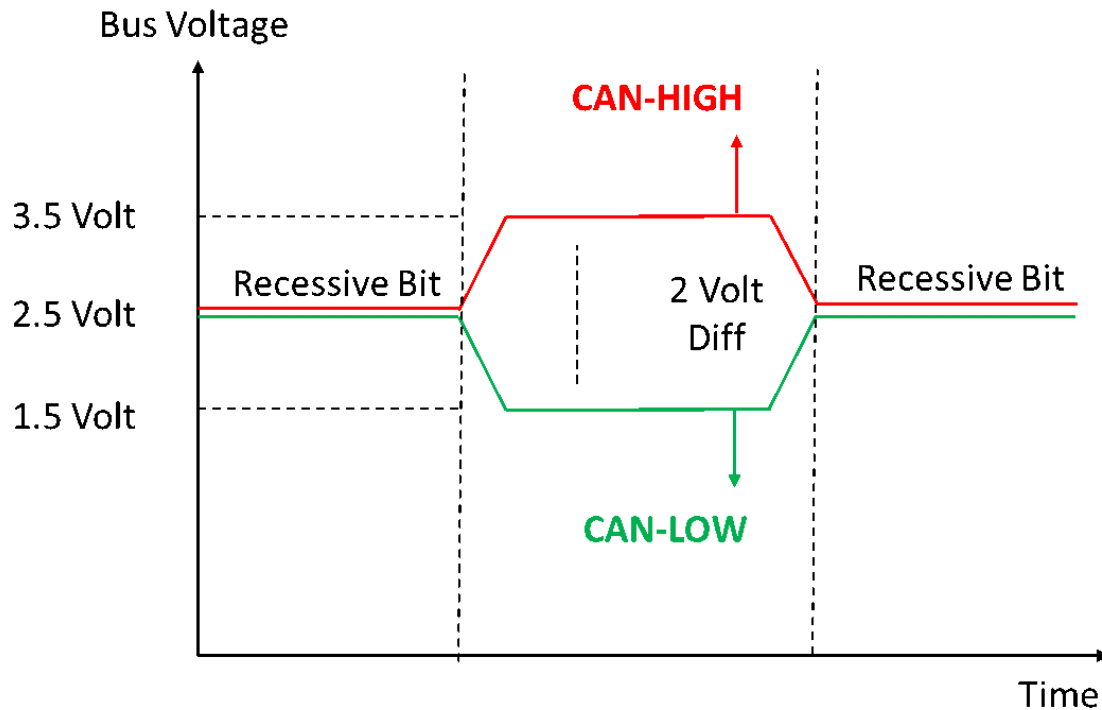 Bus Voltage
CAN-HIGH
3.5 Volt
Recessive Bit
2 Volt
Diff
Recessive Bit
2.5 Volt
1.5 Volt
CAN-LOW
Time